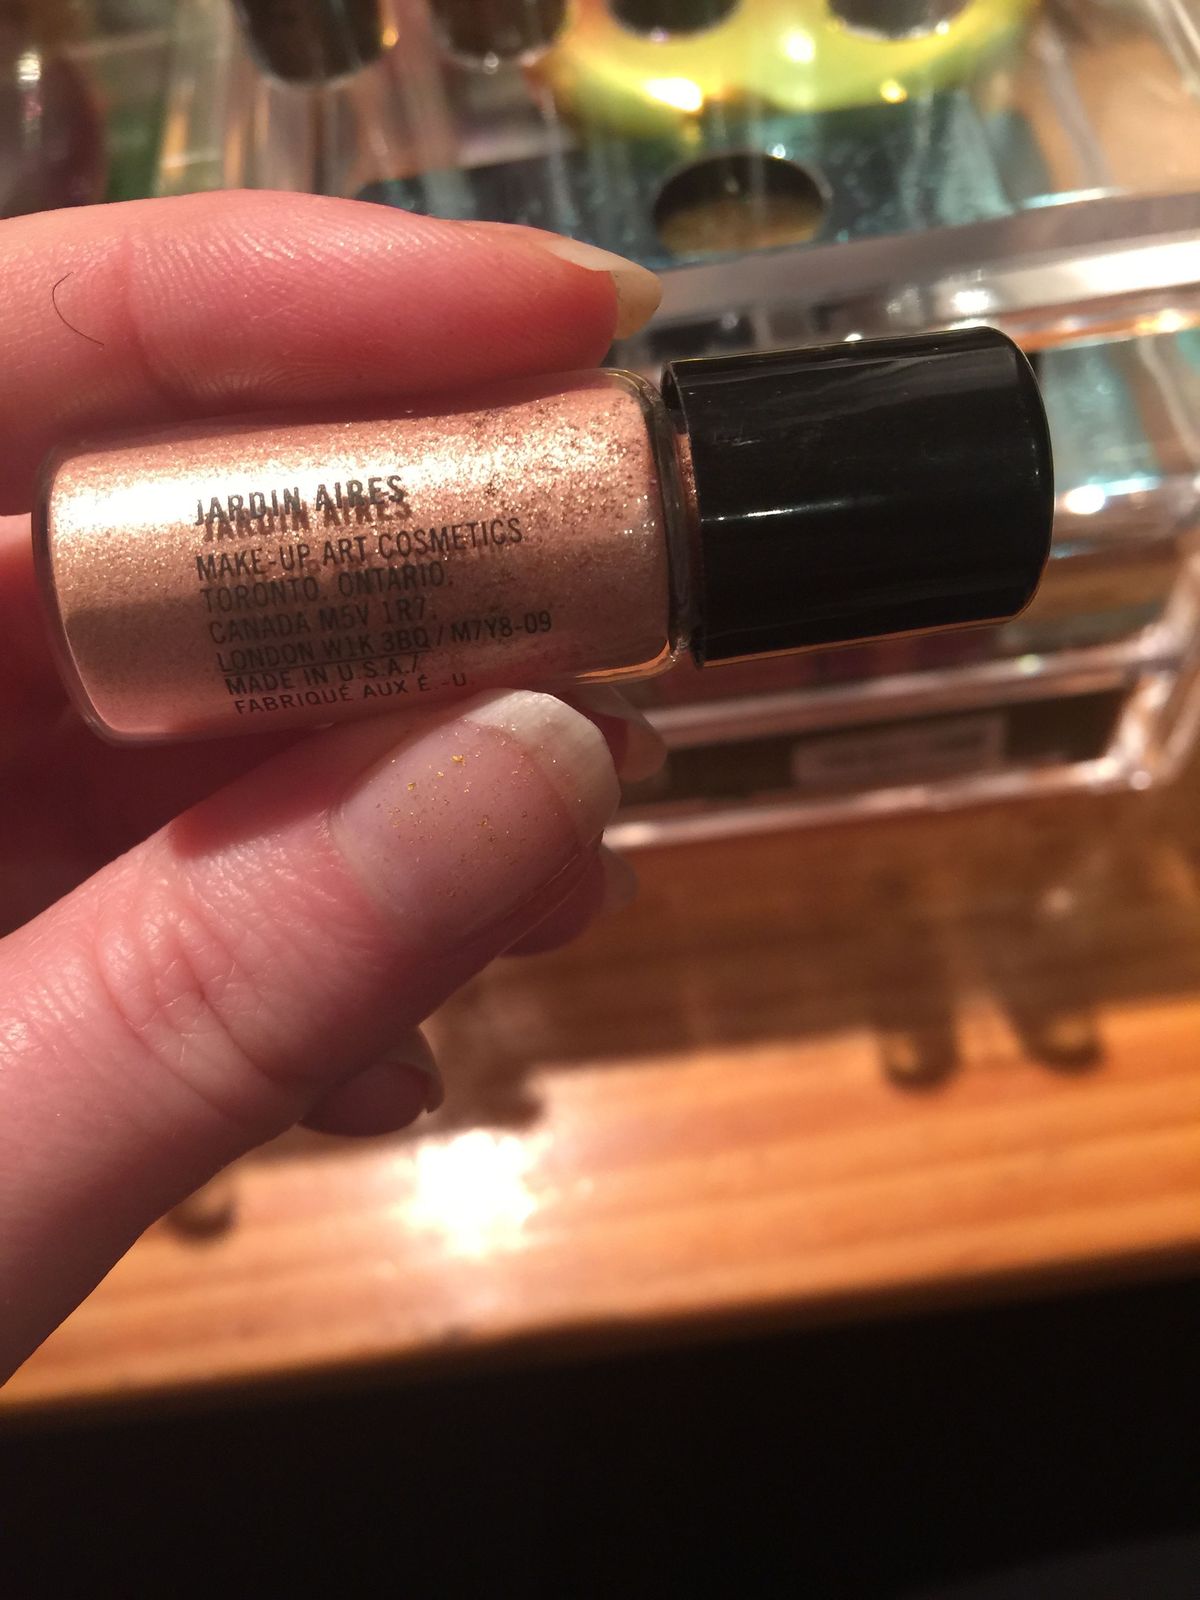 JARDIN AIRES
MAKE-UP ART COSMETICS
TORONTO, ONTARIO,
CANADA M5V 1R7.
LONDON W1K 3BQ / M7Y8-09
MADE IN U.S.A./
FABRIQUÉ AUX É.-U.